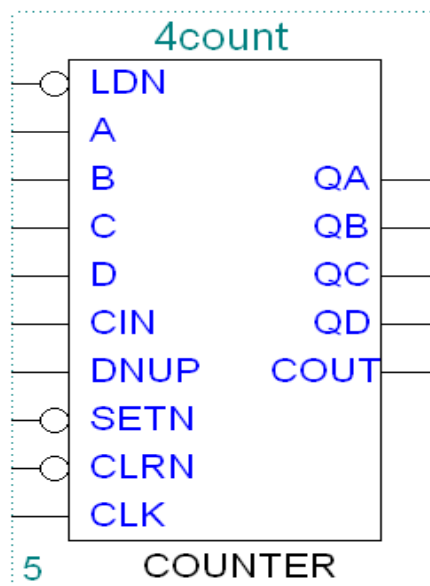 4count
LDN
A
B QA
C QB
D QC
CIN QD
DNUP COUT
SETN
CLRN
CLK
5 COUNTER